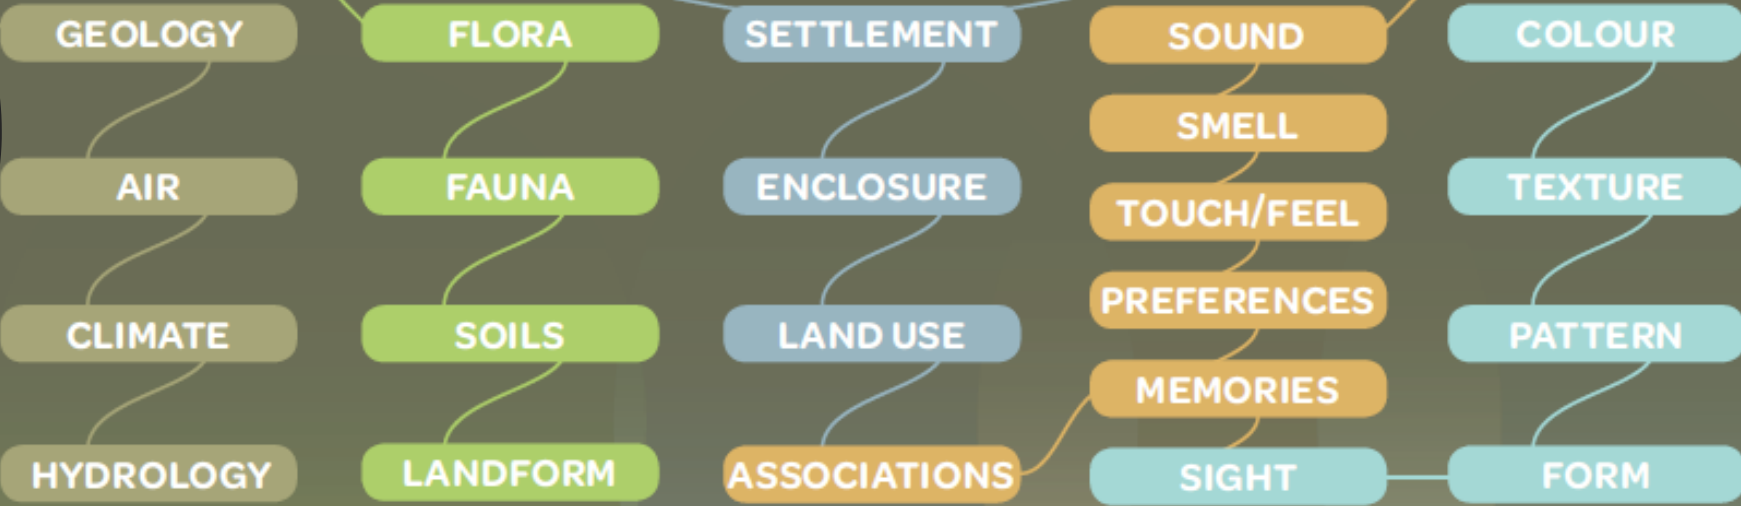 GEOLOGY
AIR
CLIMATE
HYDROLOGY
FLORA
FAUNA
SOILS
LANDFORM
SETTLEMENT
ENCLOSURE
LAND USE
ASSOCIATIONS
SOUND
SMELL
TOUCH/FEEL
PREFERENCES
MEMORIES
SIGHT
COLOUR
TEXTURE
PATTERN
FORM